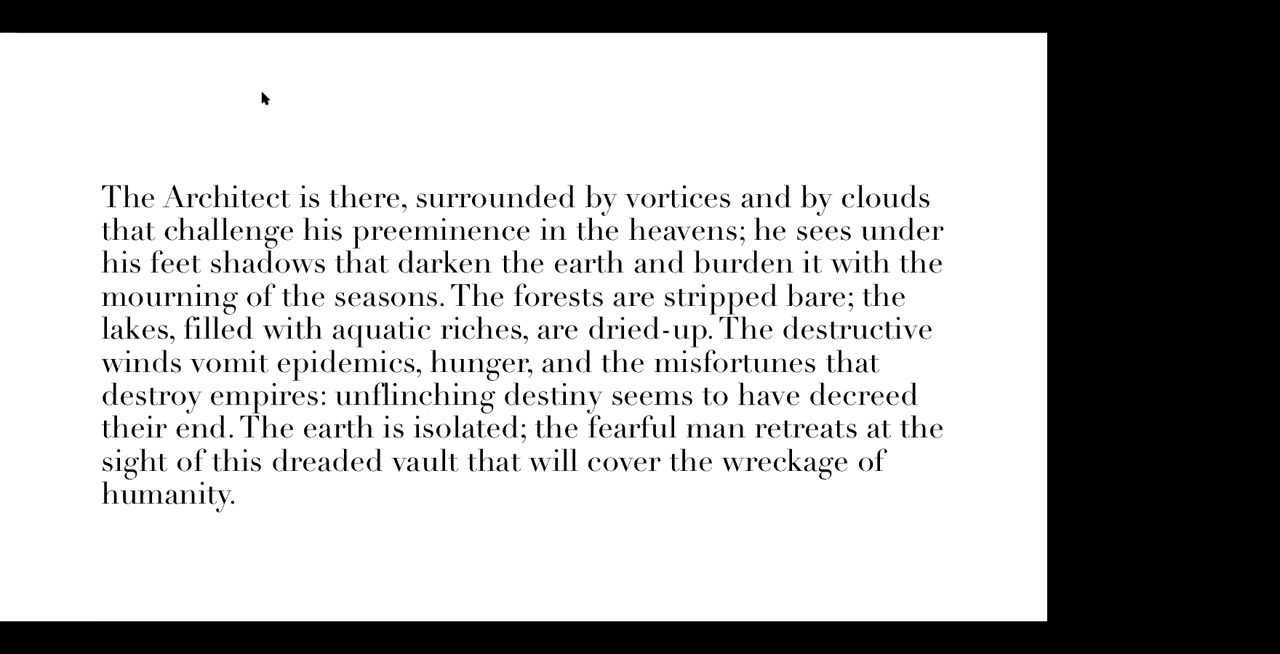 The Architect is there, surrounded by vortices and by clouds
that challenge his preeminence in the heavens; he sees under
his feet shadows that darken the earth and burden it with the
mourning of the seasons. The forests are stripped bare; the
lakes, filled with aquatic riches, are dried-up. The destructive
winds vomit epidemics, hunger, and the misfortunes that
destroy empires: unflinching destiny seems to have decreed
their end. The earth is isolated; the fearful man retreats at the
sight of this dreaded vault that will cover the wreckage of
humanity.